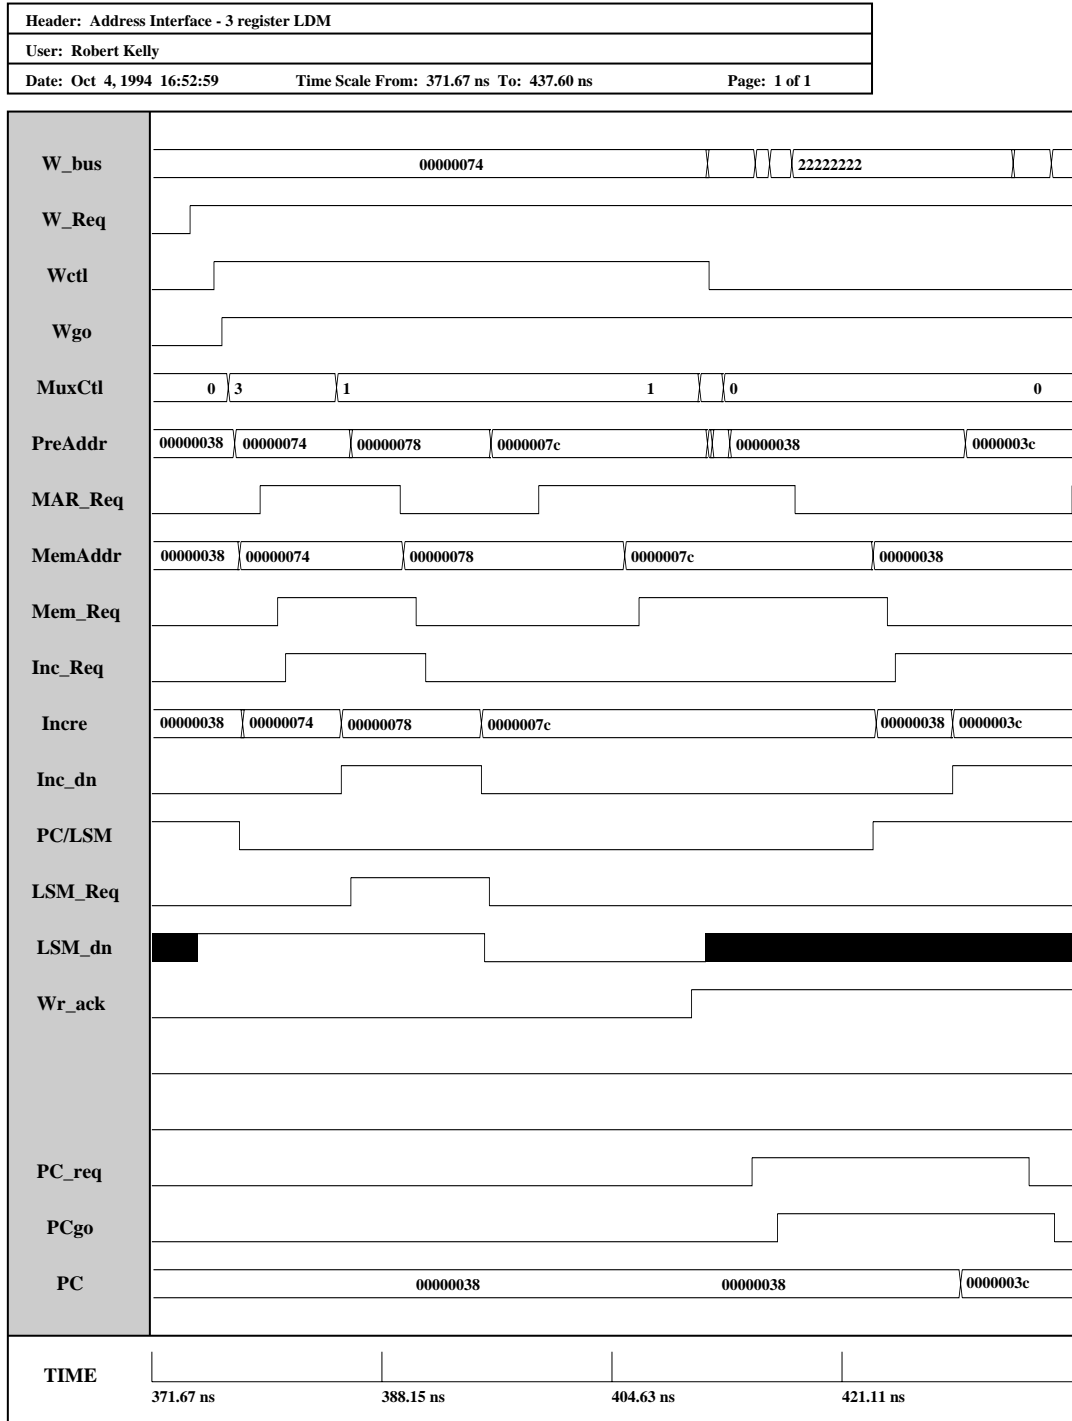 Header: Address Interface - 3 register LDM
User: Robert Kelly
Date: Oct 4, 1994 16:52:59 Time Scale From: 371.67 ns To: 437.60 ns Page: 1 of 1
W_bus 00000074 22222222
W_Req
Wctl
Wgo
MuxCtl 0 3 1 1 0 0
PreAddr 00000038 00000074 00000078 0000007c 00000038 0000003c
MAR_Req
MemAddr 00000038 00000074 00000078 0000007c 00000038
Mem_Req
Inc_Req
Incre 00000038 00000074 00000078 0000007c 00000038 0000003c
Inc_dn
PC/LSM
LSM_Req
LSM_dn
Wr_ack
PC_req
PCgo
PC 00000038 00000038 0000003c
TIME
371.67 ns 388.15 ns 404.63 ns 421.11 ns